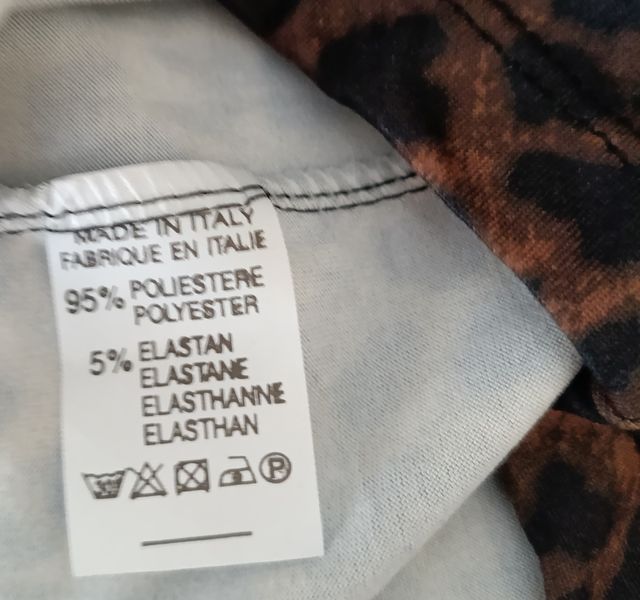 MADE IN ITALY
FABRIQUE EN ITALIE
95% POLIESTERE
POLYESTER
5% ELASTAN
ELASTANE
ELASTHANNE
ELASTHAN
P